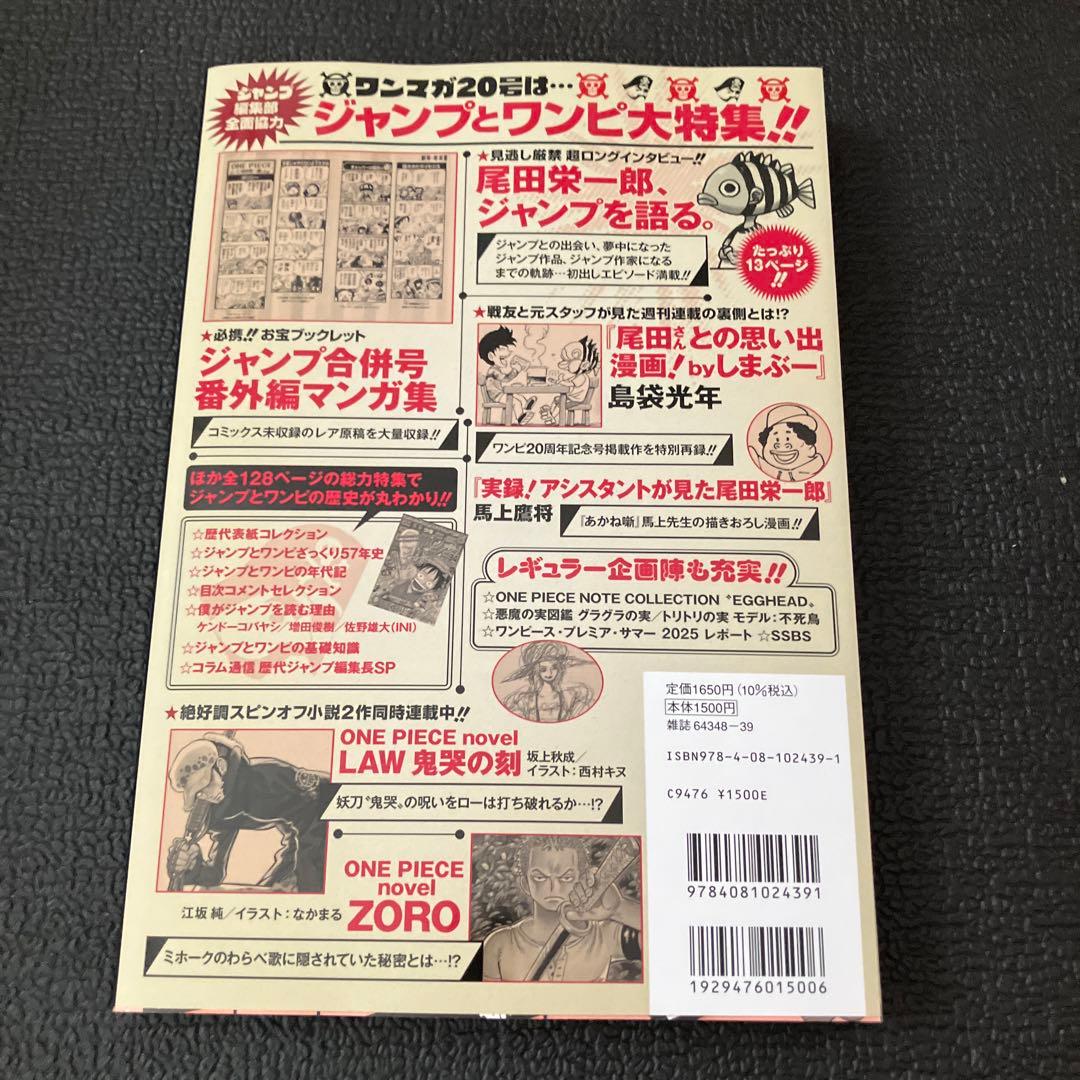 ジャンプ
編集部
全面協力
ワンマガ20号は…
ジャンプとワンピ大特集!!
★見逃し厳禁 超ロングインタビュー!!
尾田栄一郎、
ジャンプを語る。
ジャンプとの出会い、夢中になった
ジャンプ作品、ジャンプ作家になる
までの軌跡…初出しエピソード満載!!
たっぷり
13ページ
!!
ONE PIECE
★必携!! お宝ブックレット
ジャンプ合併号
番外編マンガ集
コミックス未収録のレア原稿を大量収録!!
★戦友と元スタッフが見た週刊連載の裏側とは!?
『尾田さんとの思い出
漫画!byしまぶー』
島袋光年
ワンピ20周年記念号掲載作を特別再録!!
『実録!アシスタントが見た尾田栄一郎』
馬上鷹将
『あかね噺』馬上先生の描きおろし漫画!!
ほか全128ページの総力特集で
ジャンプとワンピの歴史が丸わかり!!
☆歴代表紙コレクション
☆ジャンプとワンピざっくり57年史
☆ジャンプとワンピの年代記
☆目次コメントセレクション
☆僕がジャンプを読む理由
ケンドーコバヤシ/増田俊樹/佐野雄大(INI)
☆ジャンプとワンピの基礎知識
☆コラム通信 歴代ジャンプ編集長SP
レギュラー企画陣も充実!!
☆ONE PIECE NOTE COLLECTION〝EGGHEAD〟
☆悪魔の実図鑑 グラグラの実/トリトリの実 モデル:不死鳥
☆ワンピース・プレミア・サマー 2025 レポート ☆SSBS
★絶好調スピンオフ小説2作同時連載中!!
ONE PIECE novel
LAW 鬼哭の刻
坂上秋成/
イラスト:西村キヌ
妖刀〝鬼哭〟の呪いをローは打ち破れるか…!?
ONE PIECE
novel
ZORO
江坂 純/イラスト:なかまる
ミホークのわらべ歌に隠されていた秘密とは…!?
定価1650円(10%税込)
本体1500円
雑誌 64348-39
ISBN978-4-08-102439-1
C9476 ¥1500E
9784081024391
1929476015006